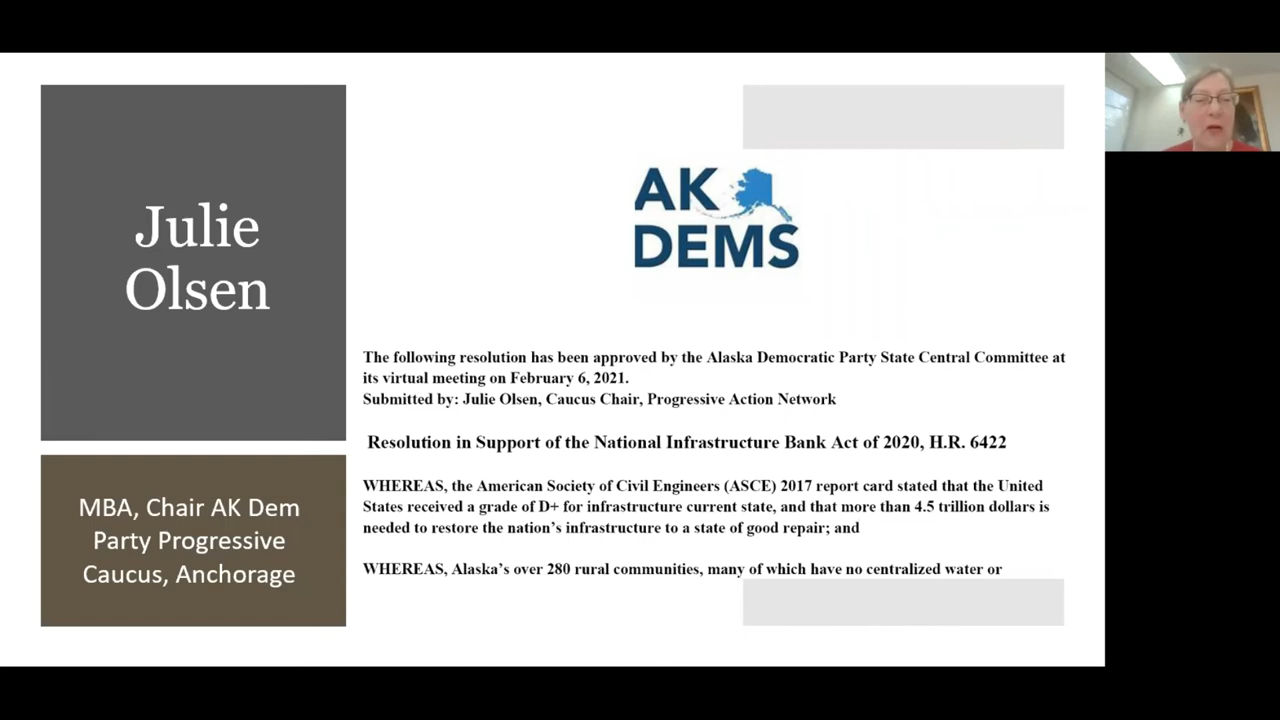 Julie
Olsen
MBA, Chair AK Dem
Party Progressive
Caucus, Anchorage
AK
DEMS
The following resolution has been approved by the Alaska Democratic Party State Central Committee at
its virtual meeting on February 6, 2021.
Submitted by: Julie Olsen, Caucus Chair, Progressive Action Network
Resolution in Support of the National Infrastructure Bank Act of 2020, H.R. 6422
WHEREAS, the American Society of Civil Engineers (ASCE) 2017 report card stated that the United
States received a grade of D+ for infrastructure current state, and that more than 4.5 trillion dollars is
needed to restore the nation's infrastructure to a state of good repair; and
WHEREAS, Alaska's over 280 rural communities, many of which have no centralized water or